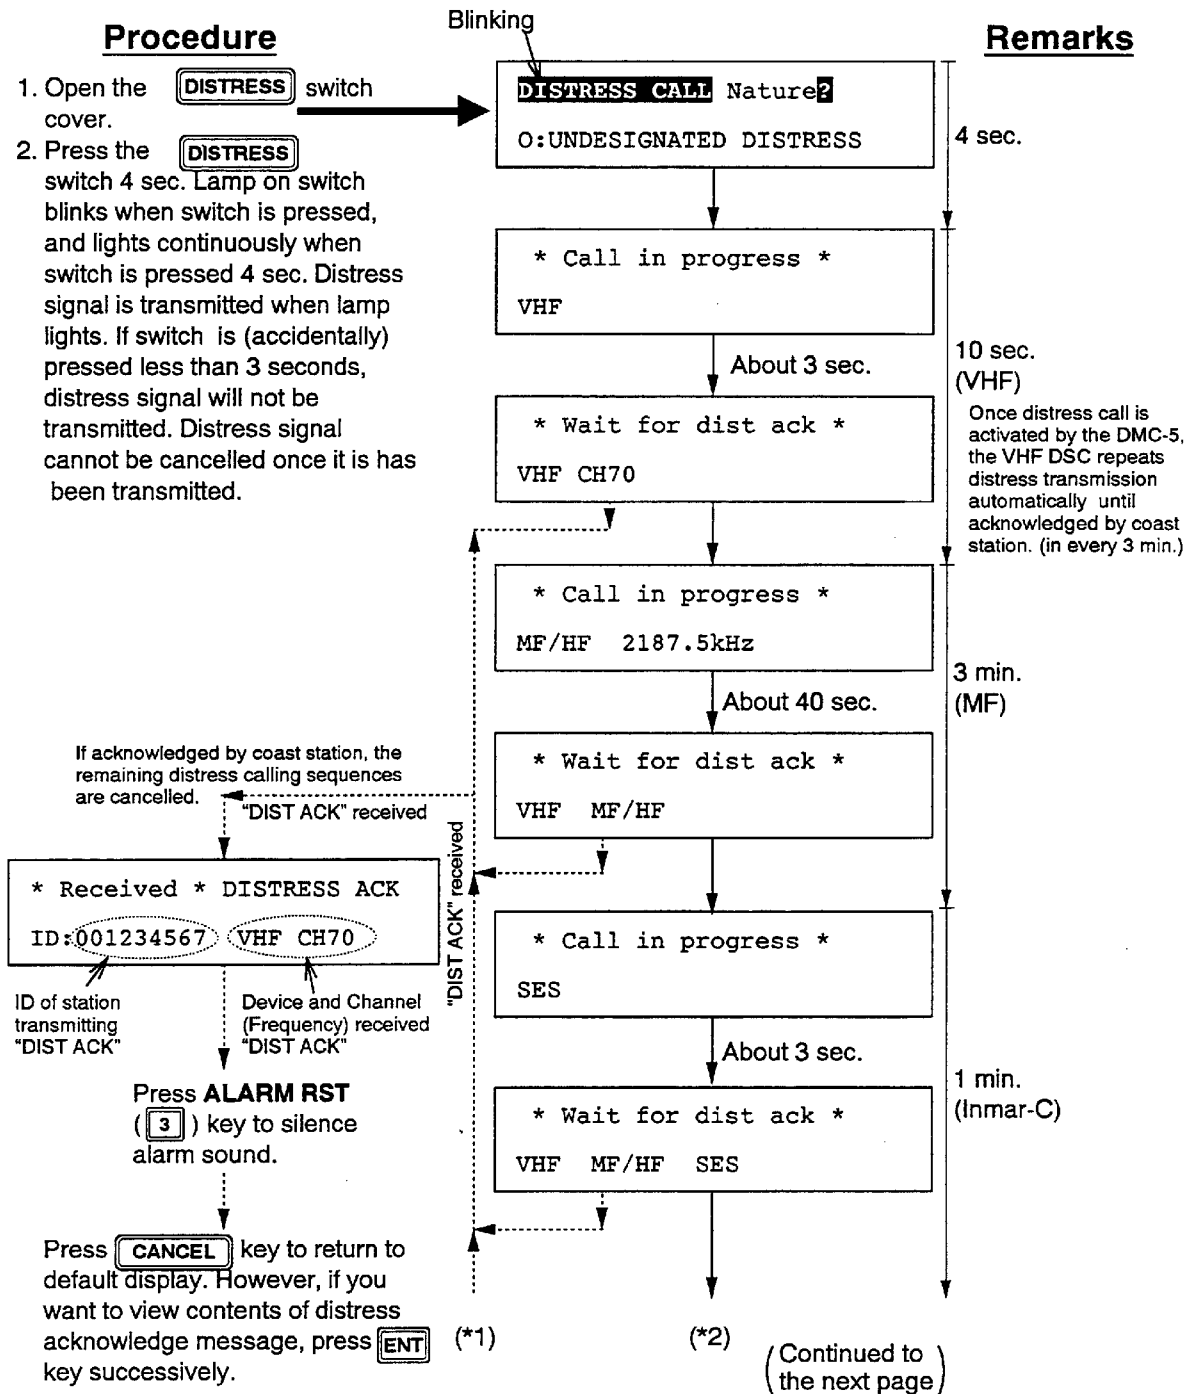 Procedure
Blinking
Remarks
1. Open the DISTRESS switch
cover.
2. Press the DISTRESS
switch 4 sec. Lamp on switch
blinks when switch is pressed,
and lights continuously when
switch is pressed 4 sec. Distress
signal is transmitted when lamp
lights. If switch is (accidentally)
pressed less than 3 seconds,
distress signal will not be
transmitted. Distress signal
cannot be cancelled once it is has
been transmitted.
DISTRESS CALL Nature?
O:UNDESIGNATED DISTRESS
4 sec.
* Call in progress *
VHF
About 3 sec.
10 sec.
(VHF)
Once distress call is
activated by the DMC-5,
the VHF DSC repeats
distress transmission
automatically until
acknowledged by coast
station. (in every 3 min.)
* Wait for dist ack *
VHF CH70
* Call in progress *
MF/HF 2187.5kHz
3 min.
(MF)
About 40 sec.
* Wait for dist ack *
VHF MF/HF
If acknowledged by coast station, the
remaining distress calling sequences
are cancelled.
"DIST ACK" received
"DIST ACK" received
* Received * DISTRESS ACK
ID:001234567 VHF CH70
ID of station
transmitting
"DIST ACK"
Device and Channel
(Frequency) received
"DIST ACK"
* Call in progress *
SES
About 3 sec.
1 min.
(Inmar-C)
* Wait for dist ack *
VHF MF/HF SES
Press ALARM RST
( 3 ) key to silence
alarm sound.
Press CANCEL key to return to
default display. However, if you
want to view contents of distress
acknowledge message, press ENT
key successively.
(*1)
(*2)
(Continued to
the next page)